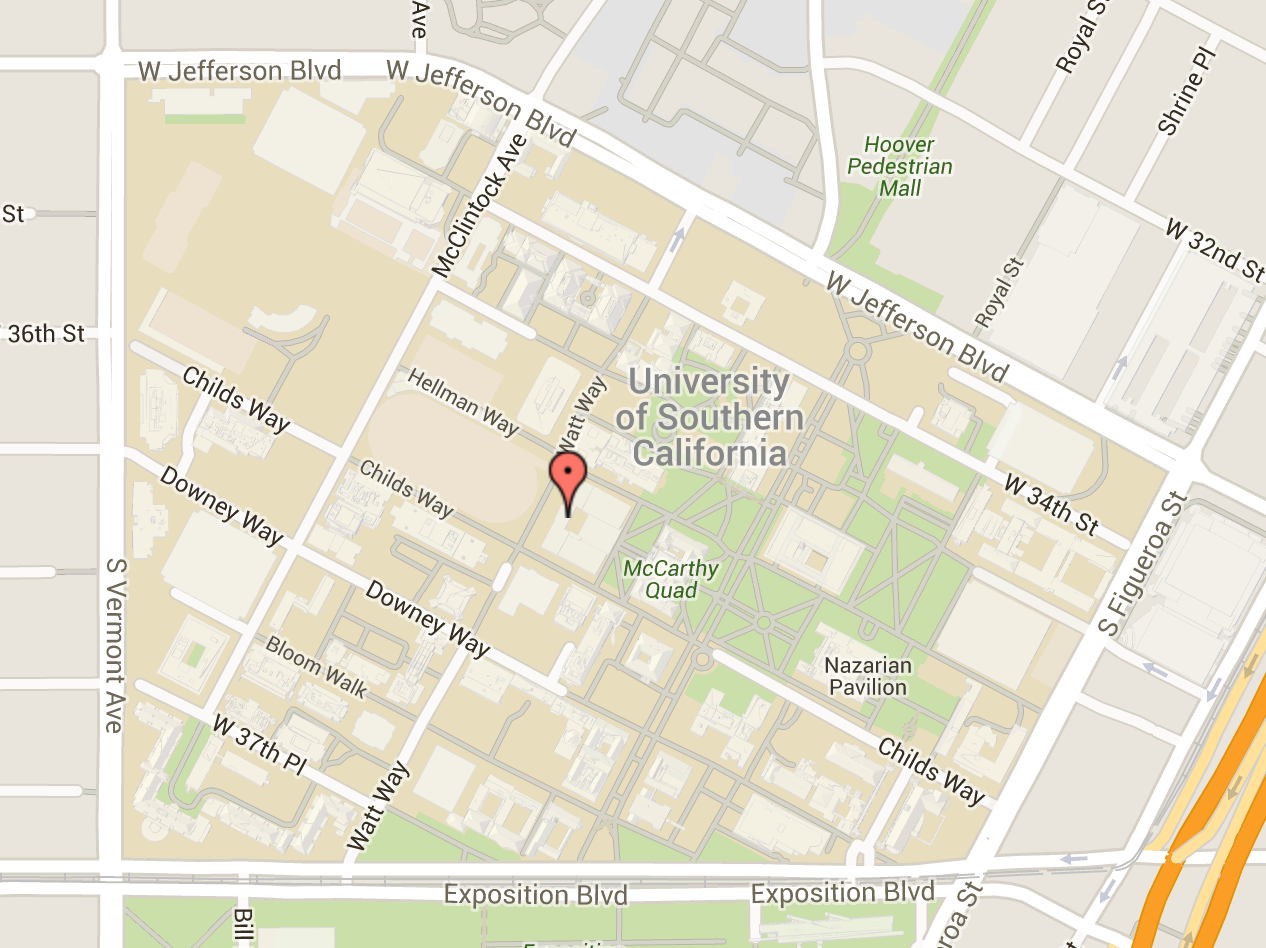 Ave
W Jefferson Blvd
W Jefferson Blvd
Royal St
Shrine Pl
McClintock Ave
Hoover
Pedestrian
Mall
St
W 32nd St
Royal St
W Jefferson Blvd
36th St
Childs Way
Hellman Way
Watt Way
University
of Southern
California
Childs Way
Downey Way
W 34th St
S Figueroa St
McCarthy
Quad
S Vermont Ave
Downey Way
Bloom Walk
Nazarian
Pavilion
W 37th Pl
Childs Way
Watt Way
Exposition Blvd
Exposition Blvd
Bill
roa St